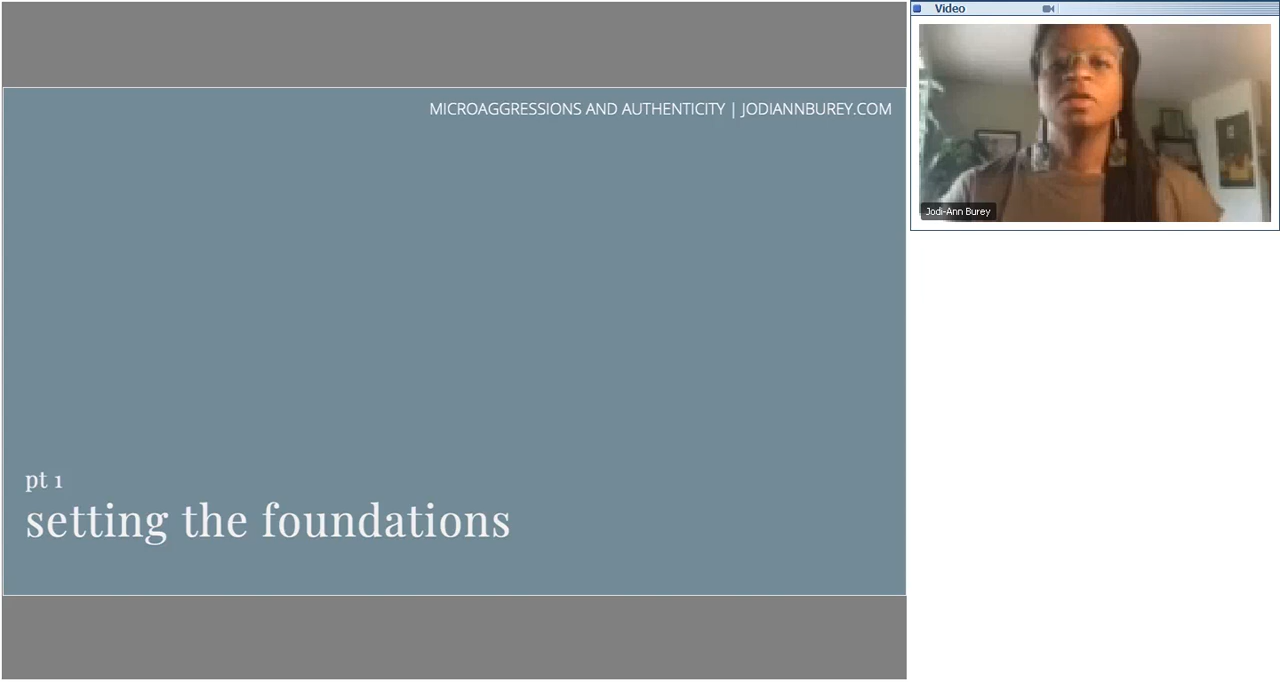 MICROAGGRESSIONS AND AUTHENTICITY | JODIANNBUREY.COM
pt 1
setting the foundations
Video
Jodi-Ann Burey